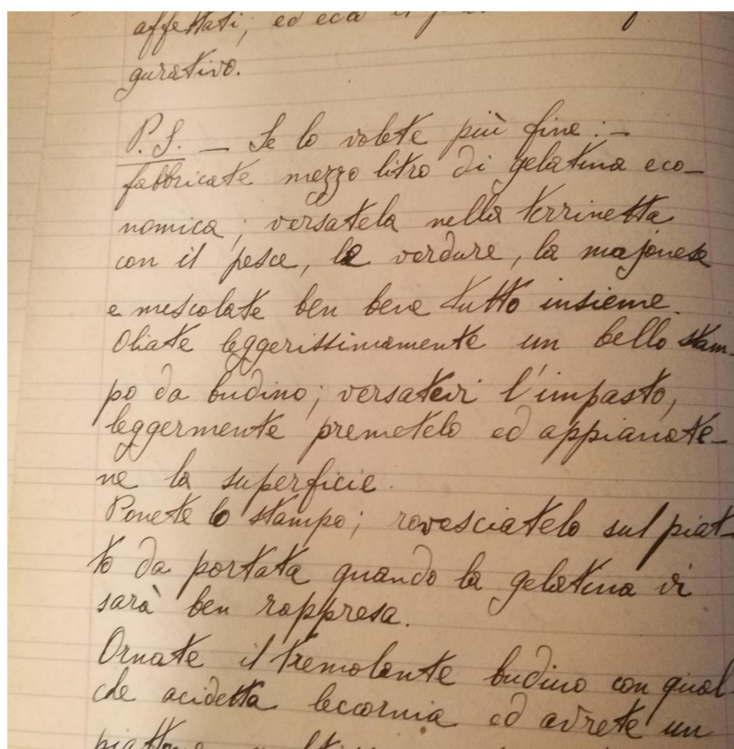 affettati, ed ecco il
gurativo.
P.S. — Se lo volete più fine: —
fabbricate mezzo litro di gelatina eco-
nomica; versatela nella terrinetta
con il pesce, le verdure, la majonese
e mescolate ben bene tutto insieme.
Oliate leggerissimamente un bello stam-
po da budino; versatevi l'impasto,
leggermente premetelo ed appianate-
ne la superficie.
Ponete lo stampo; rovesciatelo sul piat-
to da portata quando la gelatina vi
sarà ben rappresa.
Ornate il tremolante budino con qual-
che acidetta leccornia ed avrete un